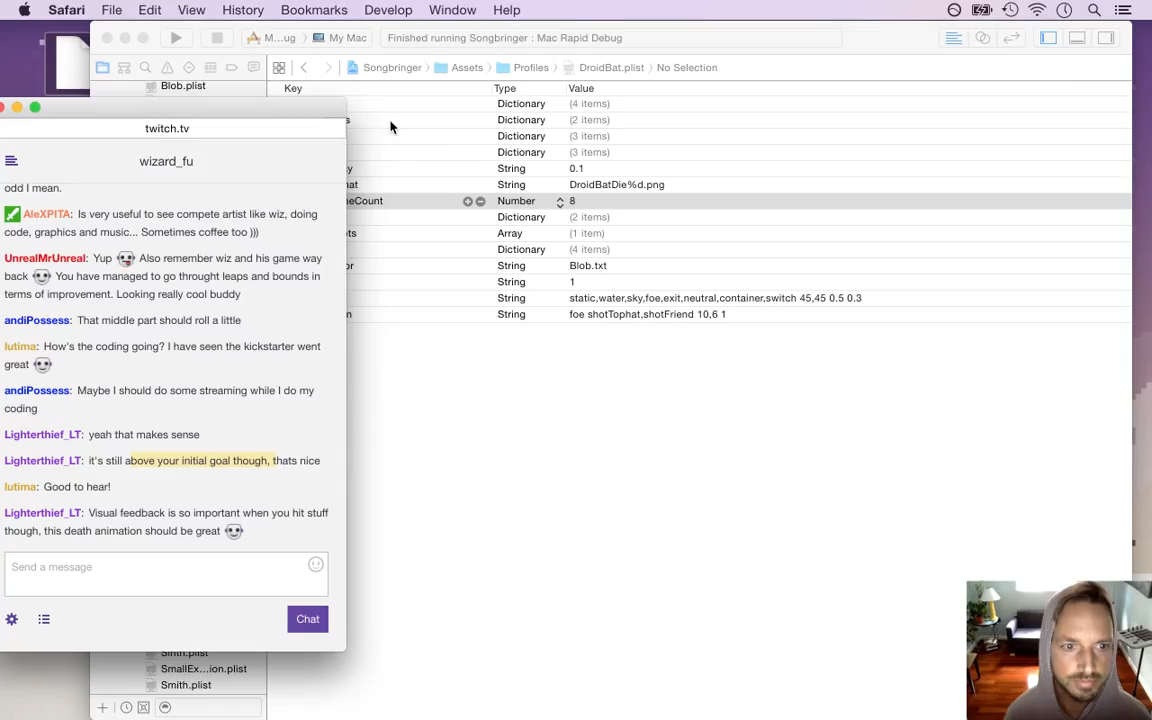 Safari File Edit View History Bookmarks Develop Window Help
M...ug My Mac Finished running Songbringer : Mac Rapid Debug
Songbringer Assets Profiles DroidBat.plist No Selection
Blob.plist Key Type Value
Dictionary (4 items)
s Dictionary (2 items)
Dictionary (3 items)
Dictionary (3 items)
y String 0.1
at String DroidBatDie%d.png
eCount Number 8
Dictionary (2 items)
ts Array (1 item)
Dictionary (4 items)
or String Blob.txt
String 1
String static,water,sky,foe,exit,neutral,container,switch 45,45 0.5 0.3
n String foe shotTophat,shotFriend 10,6 1
twitch.tv
wizard_fu
odd I mean.
AleXPITA: Is very useful to see compete artist like wiz, doing
code, graphics and music... Sometimes coffee too )))
UnrealMrUnreal: Yup Also remember wiz and his game way
back You have managed to go throught leaps and bounds in
terms of improvement. Looking really cool buddy
andiPossess: That middle part should roll a little
lutima: How's the coding going? I have seen the kickstarter went
great
andiPossess: Maybe I should do some streaming while I do my
coding
Lighterthief_LT: yeah that makes sense
Lighterthief_LT: it's still above your initial goal though, thats nice
lutima: Good to hear!
Lighterthief_LT: Visual feedback is so important when you hit stuff
though, this death animation should be great
Send a message
Chat
SmallEx...ion.plist
Smith.plist